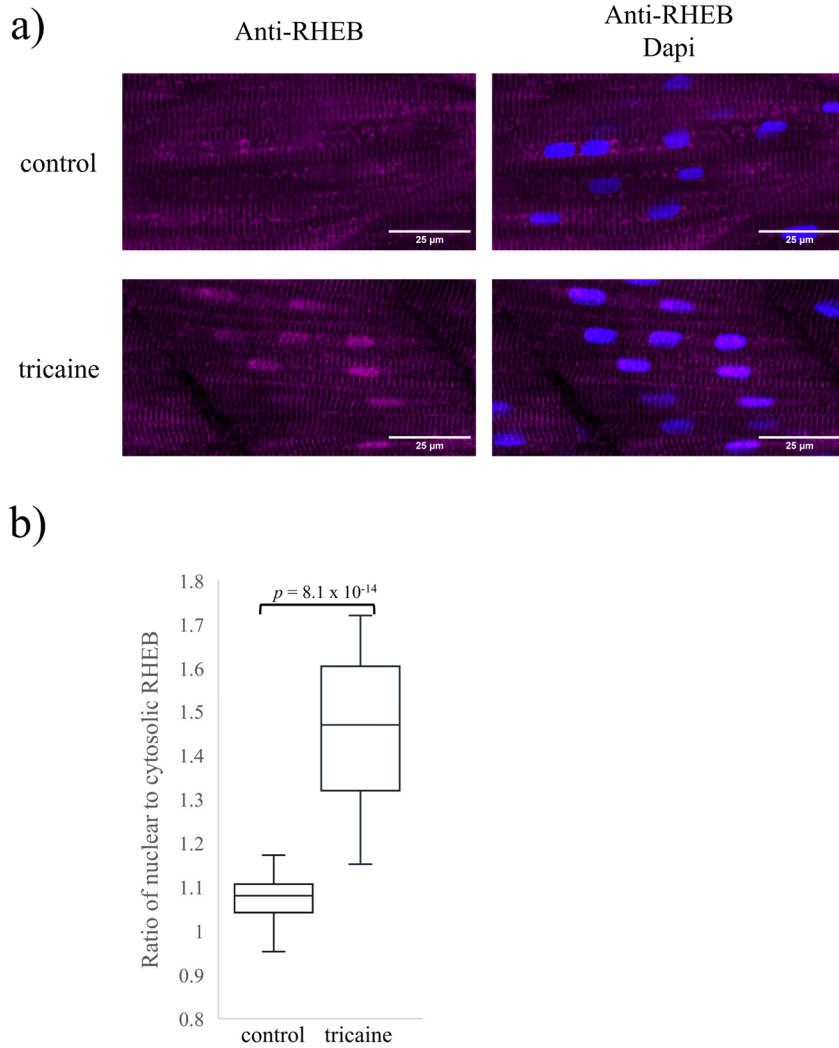 a)
Anti-RHEB
Anti-RHEB
Dapi
control
25 µm
25 µm
tricaine
25 µm
25 µm
b)
Ratio of nuclear to cytosolic RHEB
1.8
1.7
1.6
1.5
1.4
1.3
1.2
1.1
1
0.9
0.8
p = 8.1 x 10⁻¹⁴
control tricaine